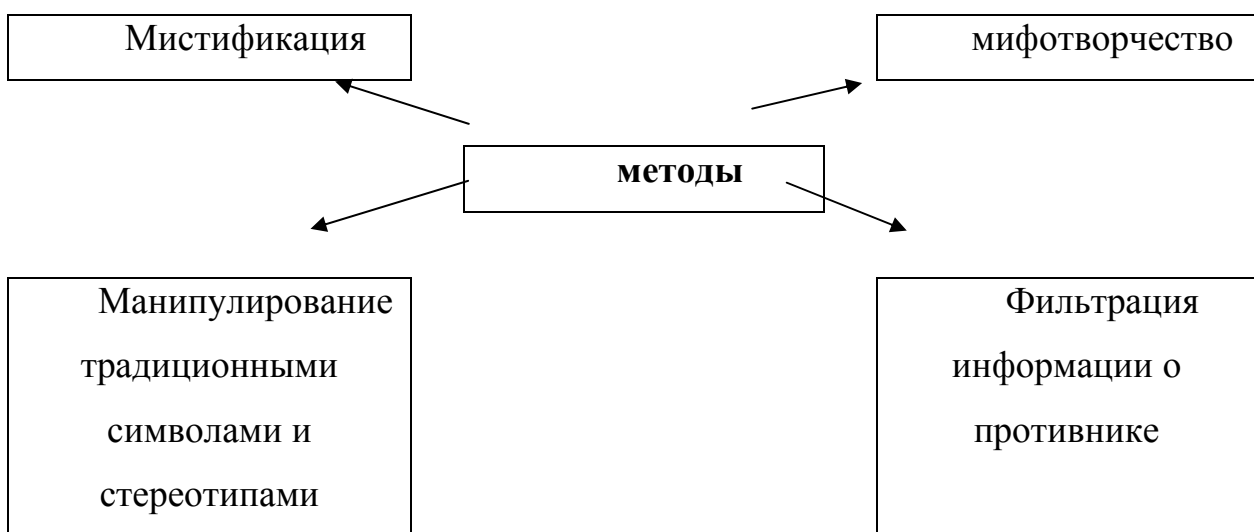 Мистификация
мифотворчество
методы
Манипулирование
традиционными
символами и
стереотипами
Фильтрация
информации о
противнике